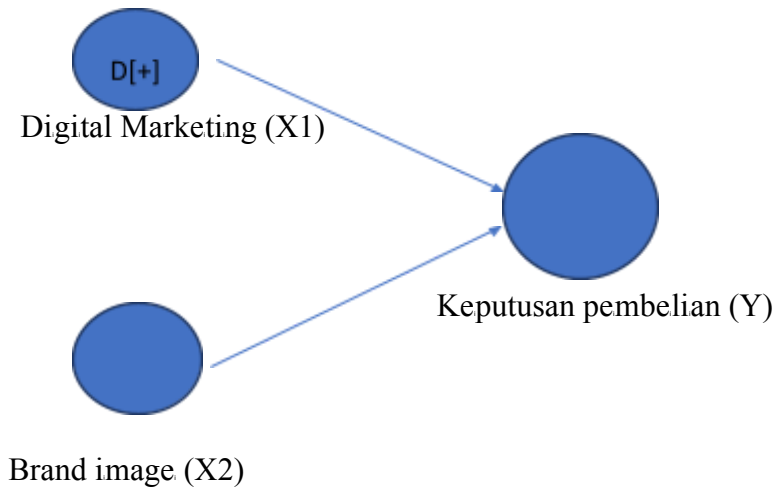 D[+]
Digital Marketing (X1)
Keputusan pembelian (Y)
Brand image (X2)